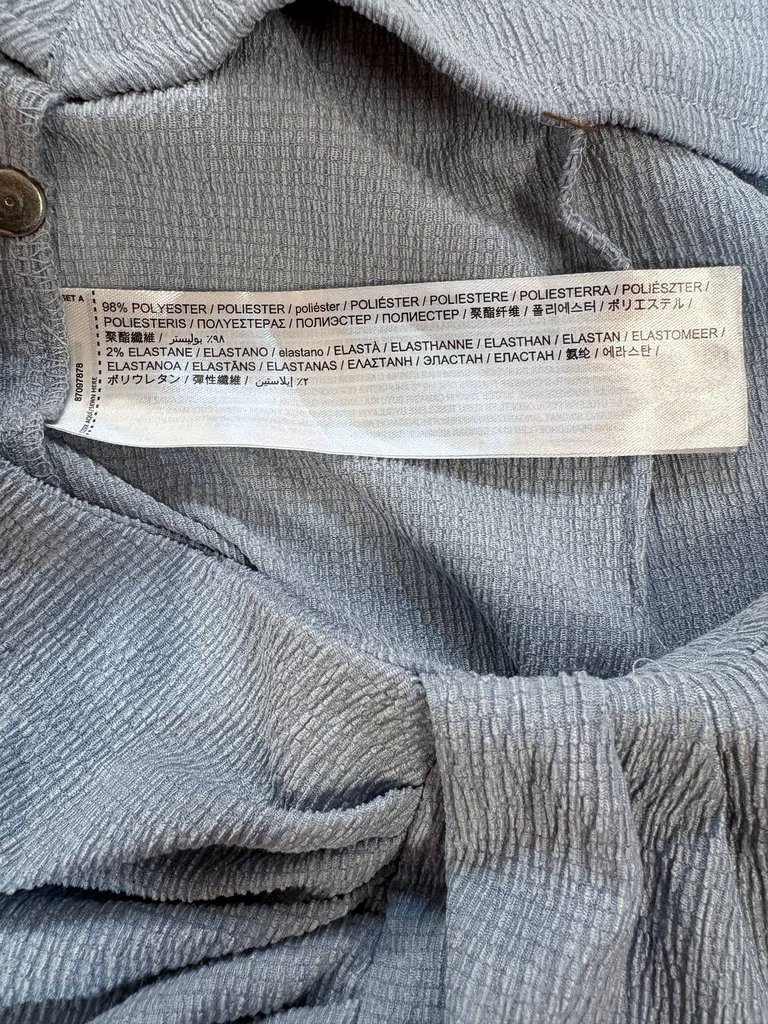 98% POLYESTER / POLIESTER / poliéster / POLIÉSTER / POLIESTERE / POLIESTERRA / POLIÉSZTER /
POLIESTERIS / ΠΟΛΥΕΣΤΕΡΑΣ / ПОЛИЭСТЕР / ПОЛИЕСТЕР / 聚酯纤维 / 폴리에스터 / ポリエステル /
聚酯纖維 / ٩٨٪ بوليستر
2% ELASTANE / ELASTANO / elastano / ELASTÀ / ELASTHANNE / ELASTHAN / ELASTAN / ELASTOMEER /
ELASTANOA / ELASTĀNS / ELASTANAS / ΕΛΑΣΤΑΝΗ / ЭЛАСТАН / ЕЛАСТАН / 氨纶 / 에라스탄 /
ポリウレタン / 彈性纖維 / ٢٪ إيلاستين
87097878